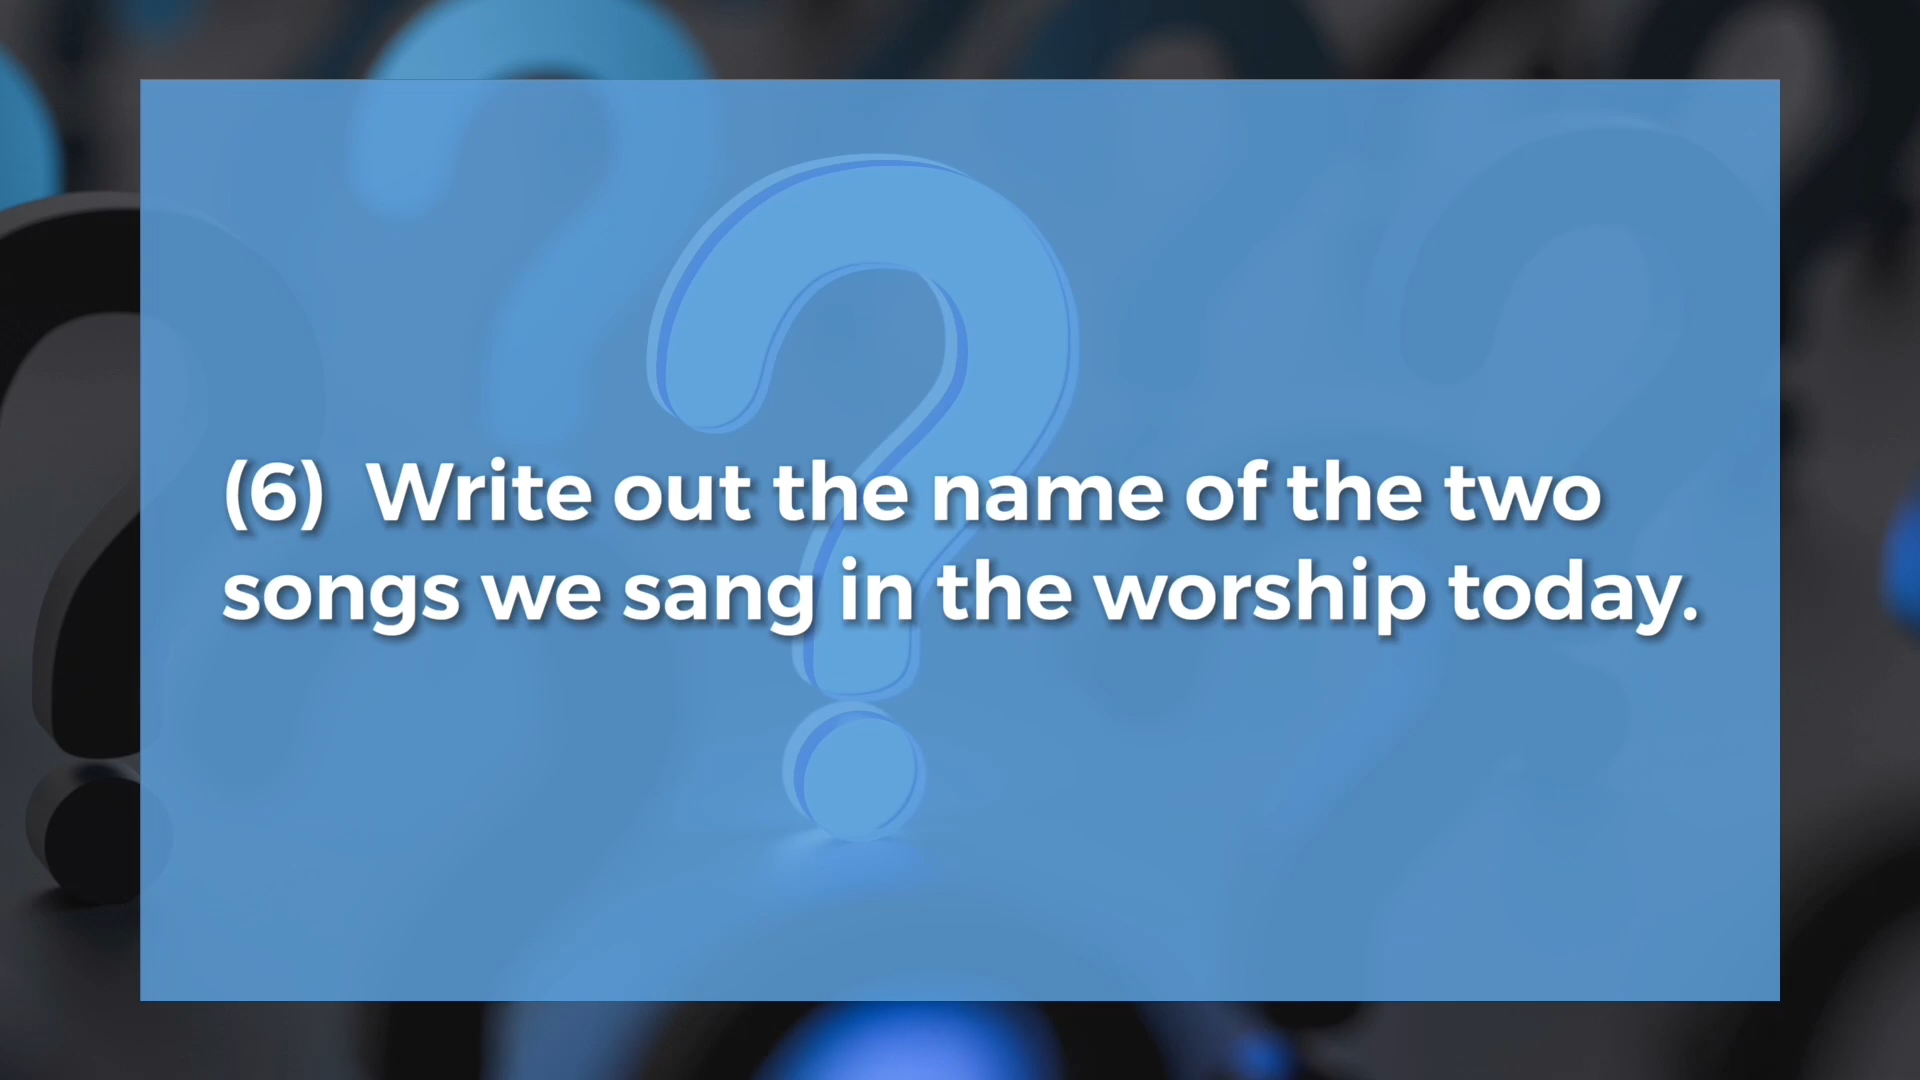 (6) Write out the name of the two
songs we sang in the worship today.